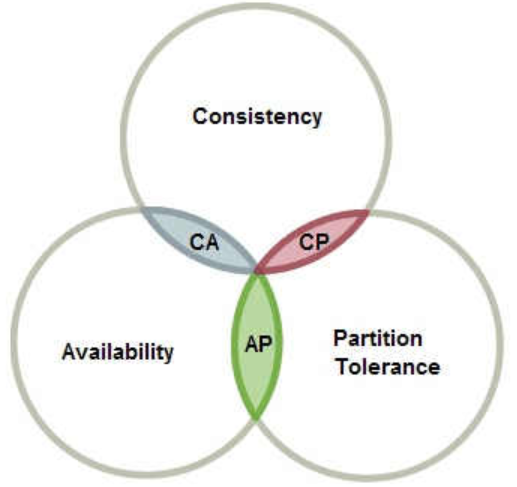 Consistency
CA
CP
Availability
AP
Partition
Tolerance